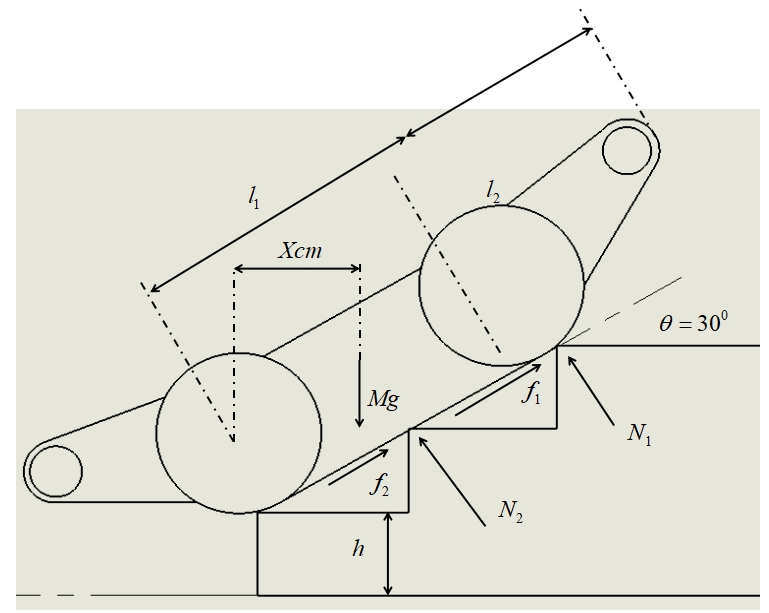 l₁
l₂
Xcm
θ = 30⁰
Mg
f₁
N₁
f₂
N₂
h